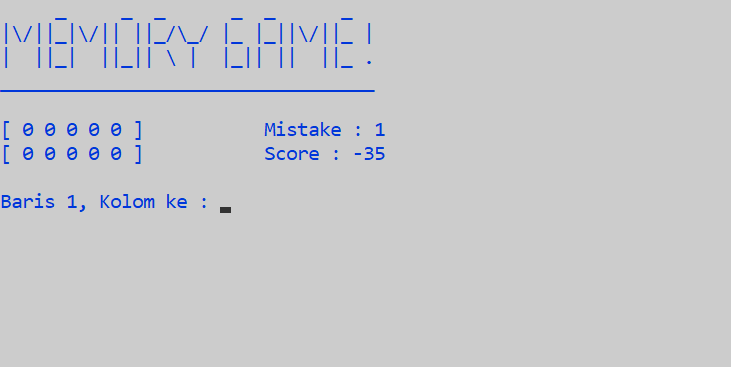 MEMORY GAME !
[ 0 0 0 0 0 ] Mistake : 1
[ 0 0 0 0 0 ] Score : -35
Baris 1, Kolom ke :